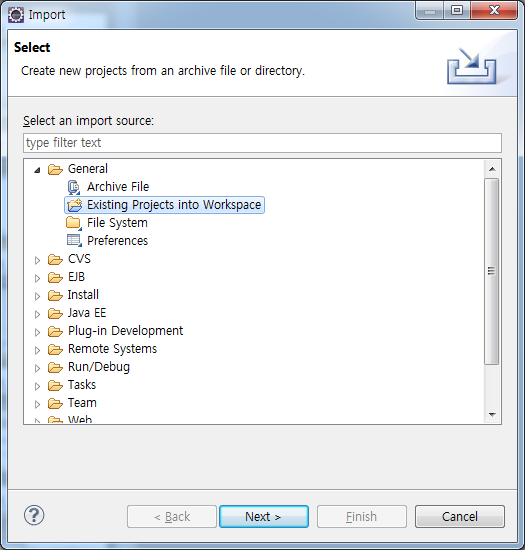 Import
Select
Create new projects from an archive file or directory.
Select an import source:
type filter text
General
Archive File
Existing Projects into Workspace
File System
Preferences
CVS
EJB
Install
Java EE
Plug-in Development
Remote Systems
Run/Debug
Tasks
Team
Web
?
< Back
Next >
Finish
Cancel